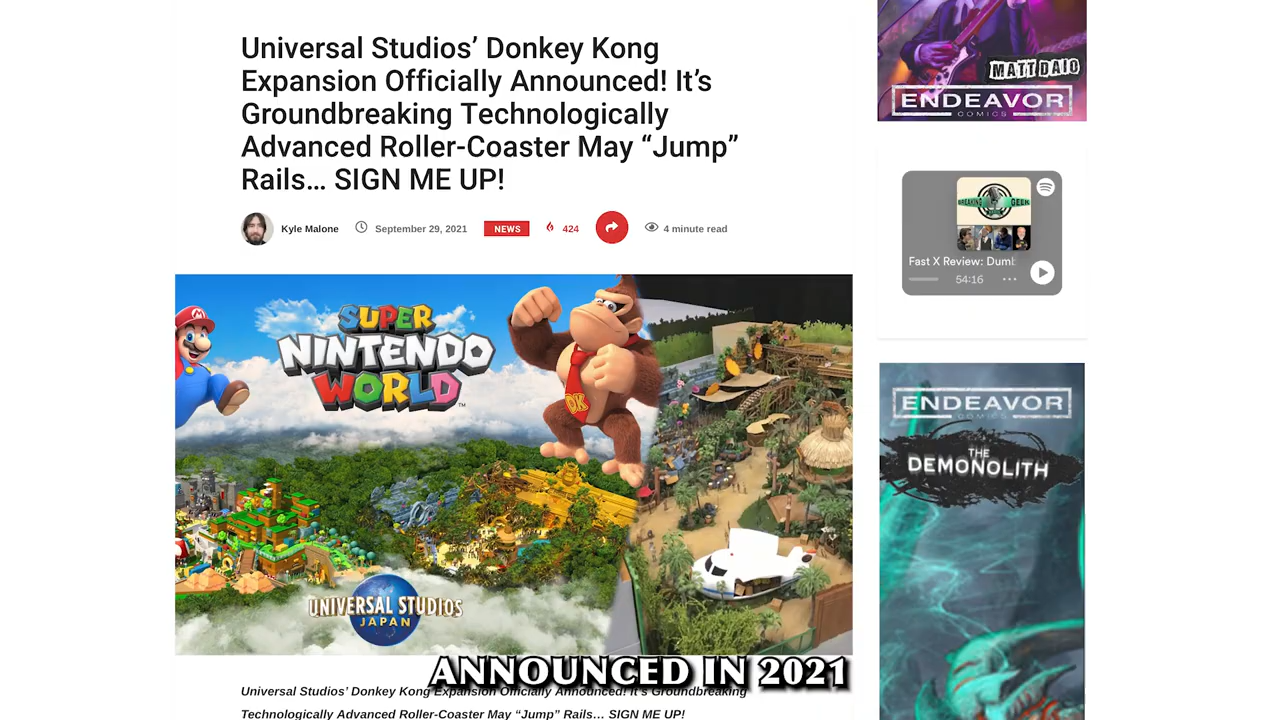 Universal Studios’ Donkey Kong
Expansion Officially Announced! It’s
Groundbreaking Technologically
Advanced Roller-Coaster May “Jump”
Rails… SIGN ME UP!
Kyle Malone
September 29, 2021
NEWS
424
4 minute read
SUPER
NINTENDO
WORLD
™
DK
UNIVERSAL STUDIOS
JAPAN
ANNOUNCED IN 2021
Universal Studios’ Donkey Kong Expansion Officially Announced! It’s Groundbreaking
Technologically Advanced Roller-Coaster May “Jump” Rails… SIGN ME UP!
MATT DAIO
ENDEAVOR
COMICS
BREAKING GEEK
Fast X Review: Dumb
54:16
ENDEAVOR
COMICS
THE
DEMONOLITH